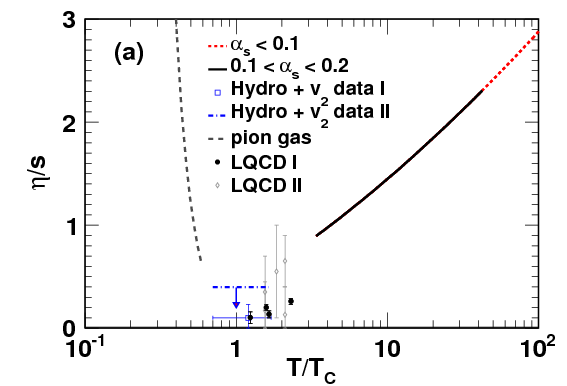 (a)
α_s < 0.1
0.1 < α_s < 0.2
Hydro + v_2 data I
Hydro + v_2 data II
pion gas
LQCD I
LQCD II
η/s
3
2
1
0
10^-1
1
10
10^2
T/T_C